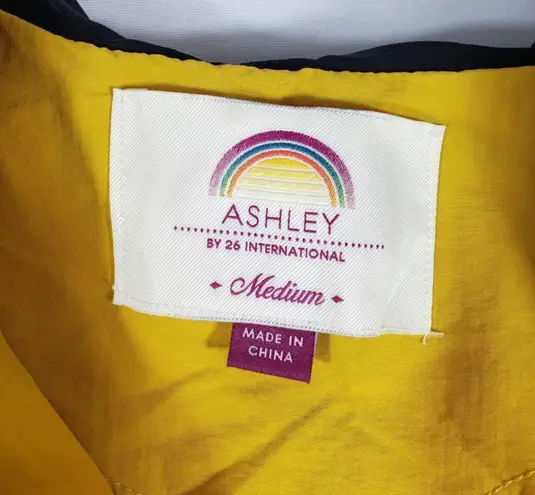 ASHLEY
BY 26 INTERNATIONAL
Medium
MADE IN
CHINA